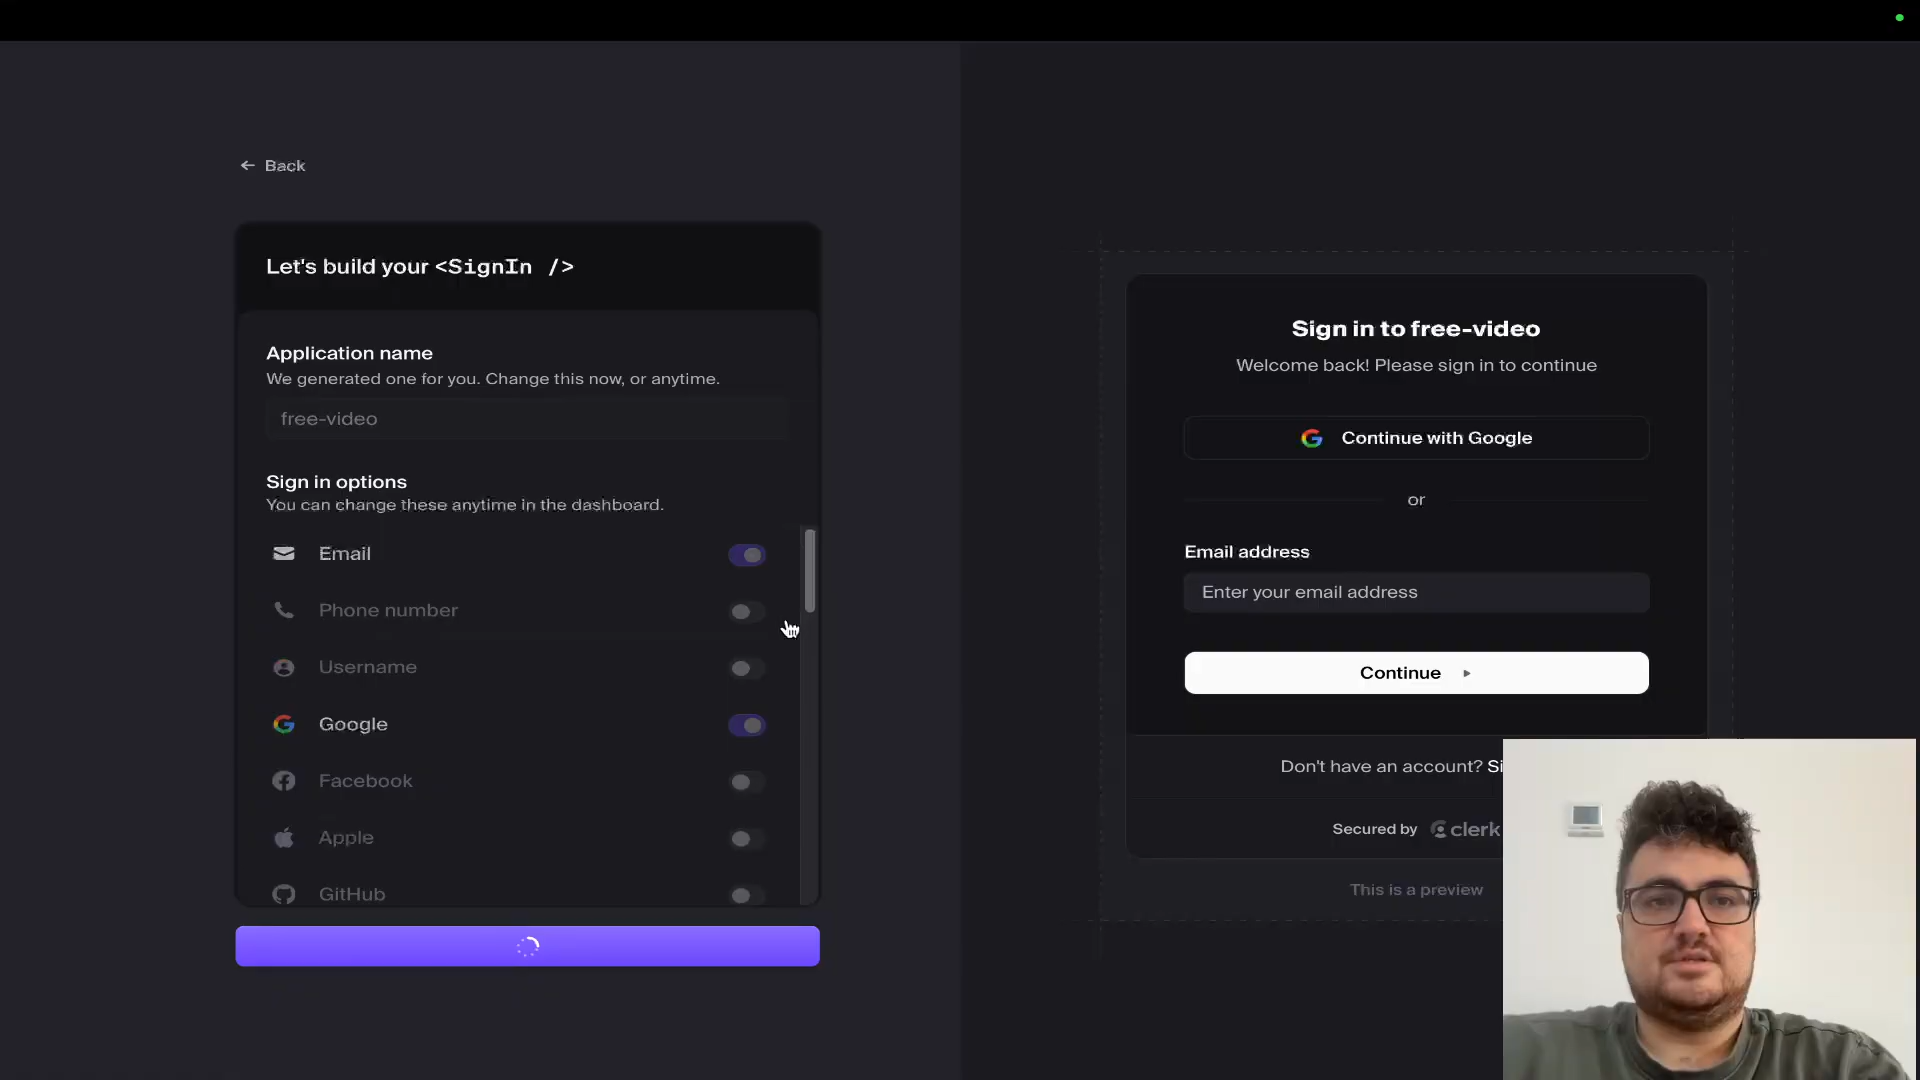 Back
Let's build your <SignIn />
Application name
We generated one for you. Change this now, or anytime.
free-video
Sign in options
You can change these anytime in the dashboard.
Email
Phone number
Username
Google
Facebook
Apple
GitHub
Sign in to free-video
Welcome back! Please sign in to continue
Continue with Google
or
Email address
Enter your email address
Continue
Don't have an account? Si
Secured by clerk
This is a preview